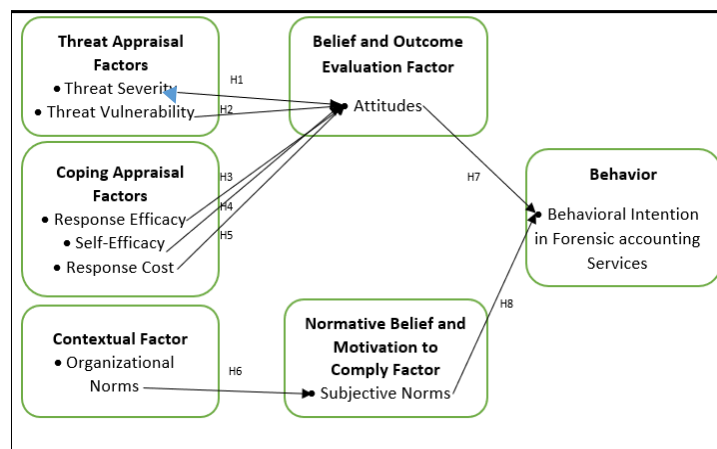 Threat Appraisal
Factors
• Threat Severity
• Threat Vulnerability
H1
H2
Belief and Outcome
Evaluation Factor
• Attitudes
Coping Appraisal
Factors
• Response Efficacy
• Self-Efficacy
• Response Cost
H3
H4
H5
H7
Behavior
• Behavioral Intention
in Forensic accounting
Services
Contextual Factor
• Organizational
Norms
H6
Normative Belief and
Motivation to
Comply Factor
• Subjective Norms
H8